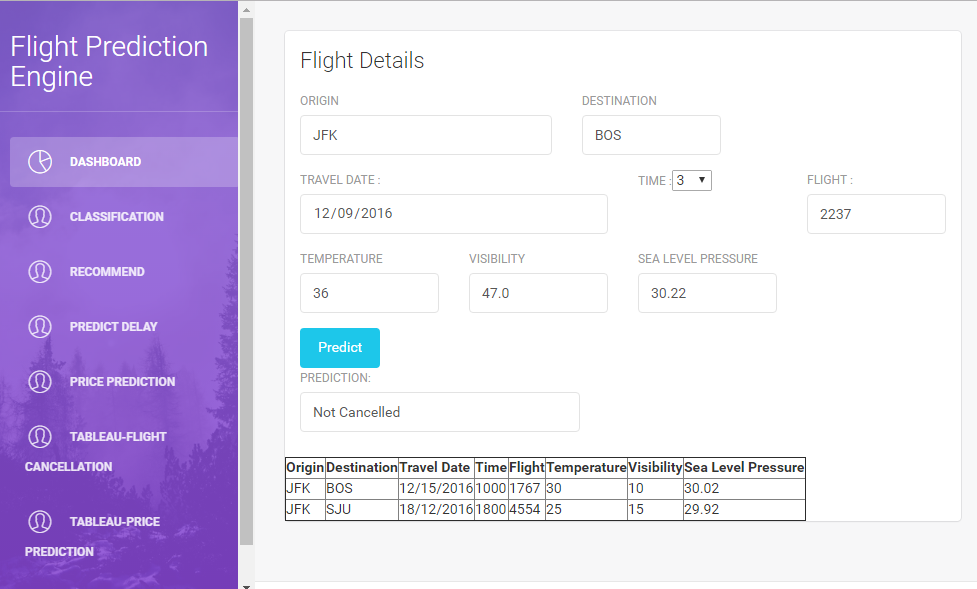 Flight Prediction
Engine
DASHBOARD
CLASSIFICATION
RECOMMEND
PREDICT DELAY
PRICE PREDICTION
TABLEAU-FLIGHT
CANCELLATION
TABLEAU-PRICE
PREDICTION
Flight Details
ORIGIN DESTINATION
JFK BOS
TRAVEL DATE : TIME : 3 FLIGHT :
12/09/2016 2237
TEMPERATURE VISIBILITY SEA LEVEL PRESSURE
36 47.0 30.22
Predict
PREDICTION:
Not Cancelled
Origin Destination Travel Date Time Flight Temperature Visibility Sea Level Pressure
JFK BOS 12/15/2016 1000 1767 30 10 30.02
JFK SJU 18/12/2016 1800 4554 25 15 29.92